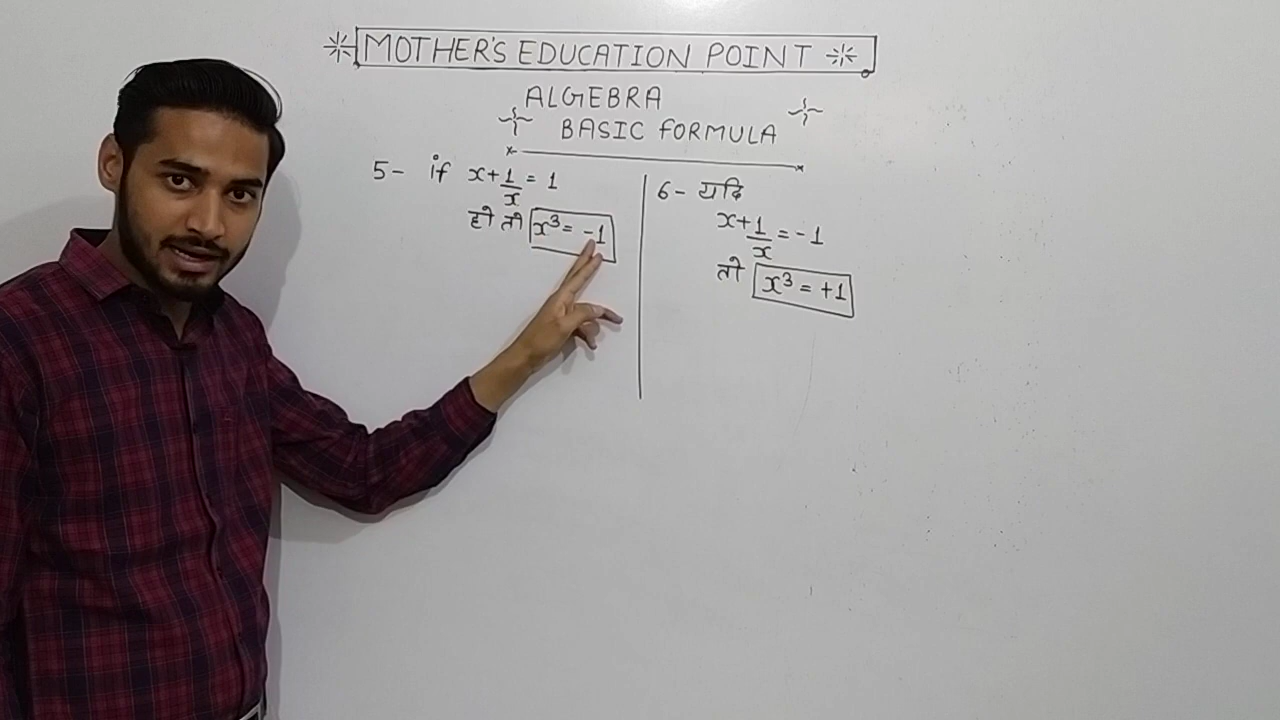 MOTHER'S EDUCATION POINT
ALGEBRA
BASIC FORMULA
5- if x+1/x = 1
हो तो x³ = -1
6- यदि
x+1/x = -1
तो x³ = +1